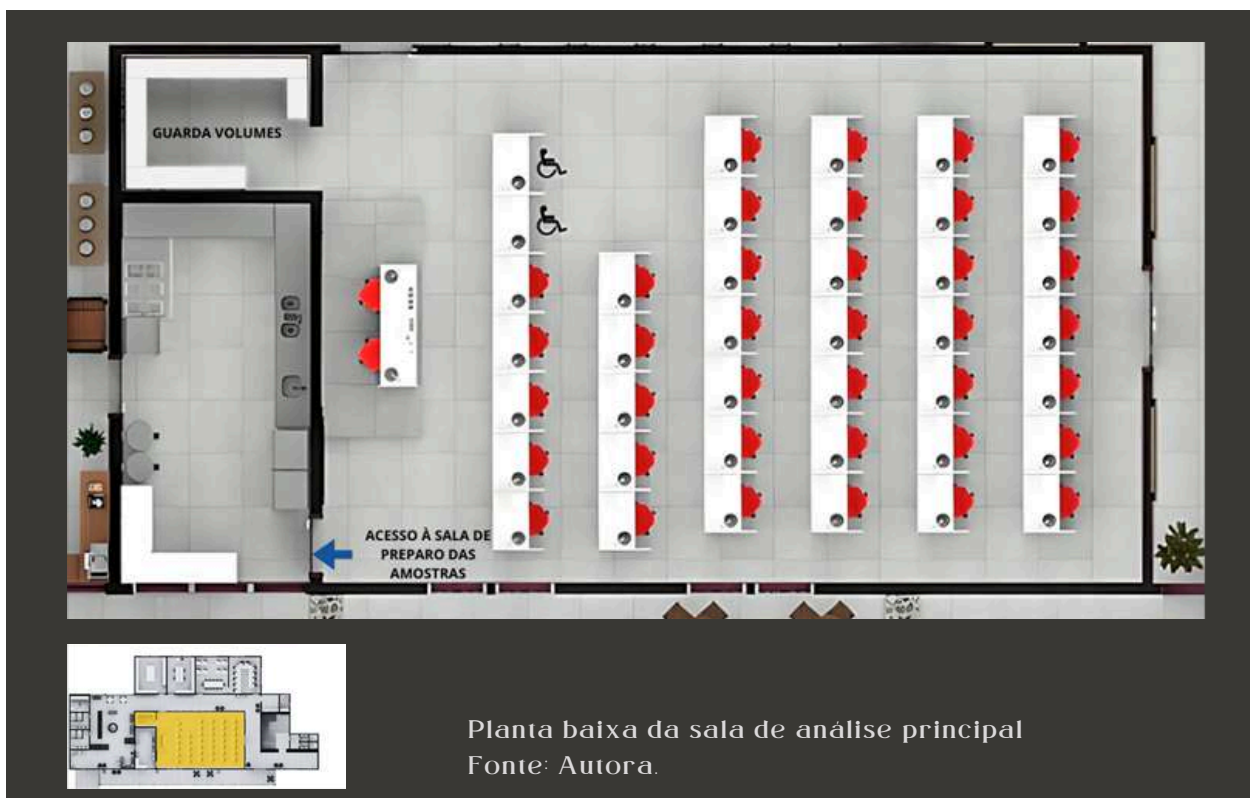 GUARDA VOLUMES
ACESSO À SALA DE
PREPARO DAS
AMOSTRAS
Planta baixa da sala de análise principal
Fonte: Autora.